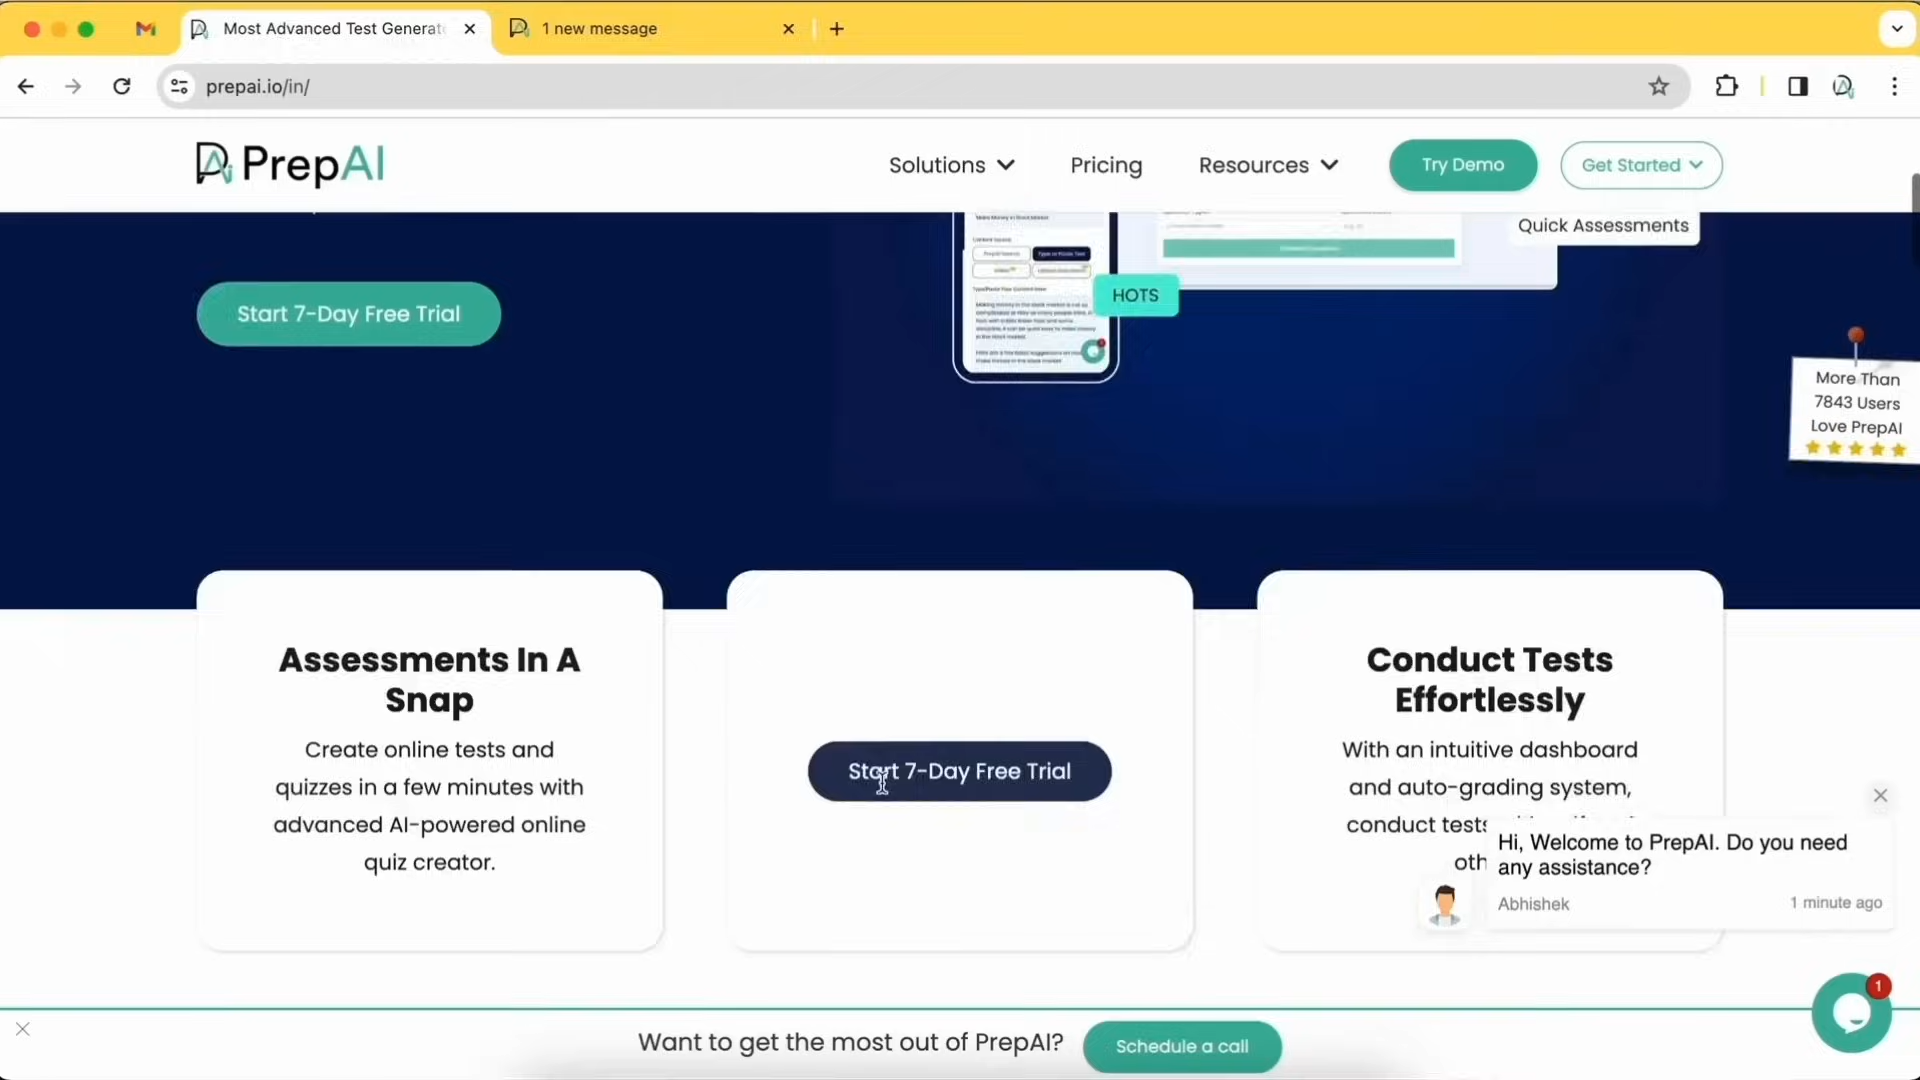 Most Advanced Test Generat
1 new message
prepai.io/in/
PrepAI
Solutions
Pricing
Resources
Try Demo
Get Started
Quick Assessments
HOTS
Start 7-Day Free Trial
More Than
7843 Users
Love PrepAI
Assessments In A
Snap
Create online tests and
quizzes in a few minutes with
advanced AI-powered online
quiz creator.
Start 7-Day Free Trial
Conduct Tests
Effortlessly
With an intuitive dashboard
and auto-grading system,
conduct tests
oth
Hi, Welcome to PrepAI. Do you need
any assistance?
Abhishek
1 minute ago
1
Want to get the most out of PrepAI?
Schedule a call